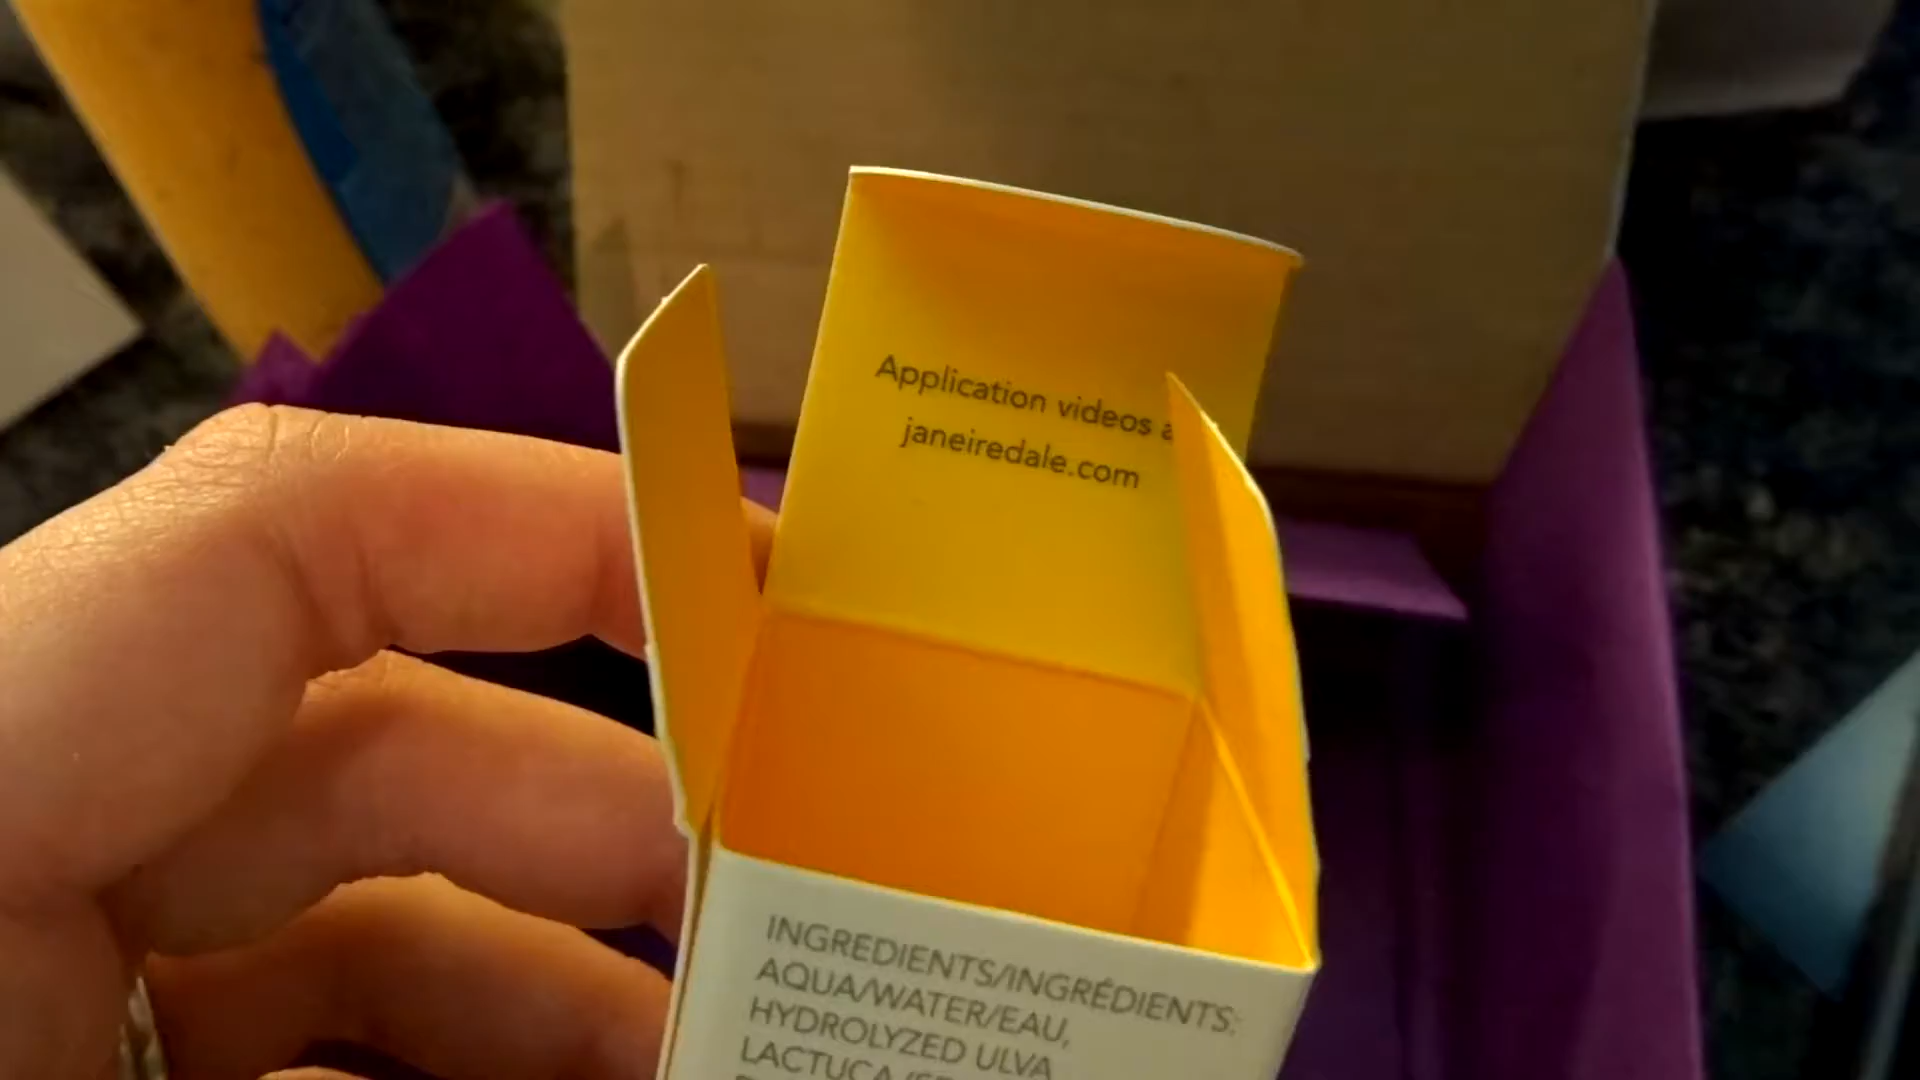 Application videos
janeiredale.com
INGREDIENTS/INGRÉDIENTS:
AQUA/WATER/EAU,
HYDROLYZED ULVA
LACTUCA